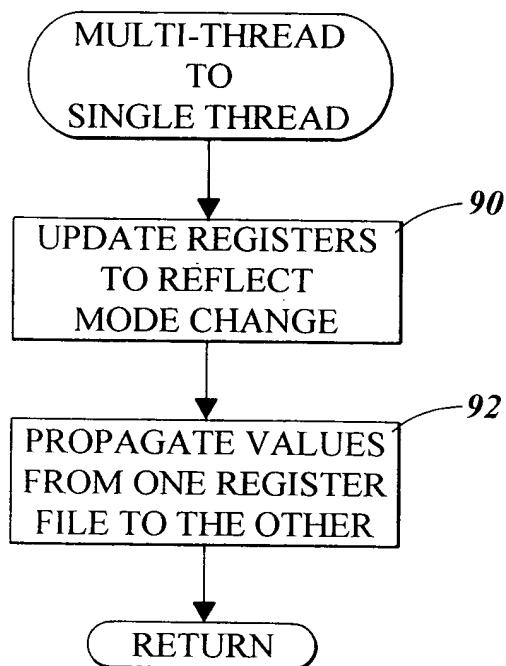 MULTI-THREAD
TO
SINGLE THREAD
90
UPDATE REGISTERS
TO REFLECT
MODE CHANGE
92
PROPAGATE VALUES
FROM ONE REGISTER
FILE TO THE OTHER
RETURN